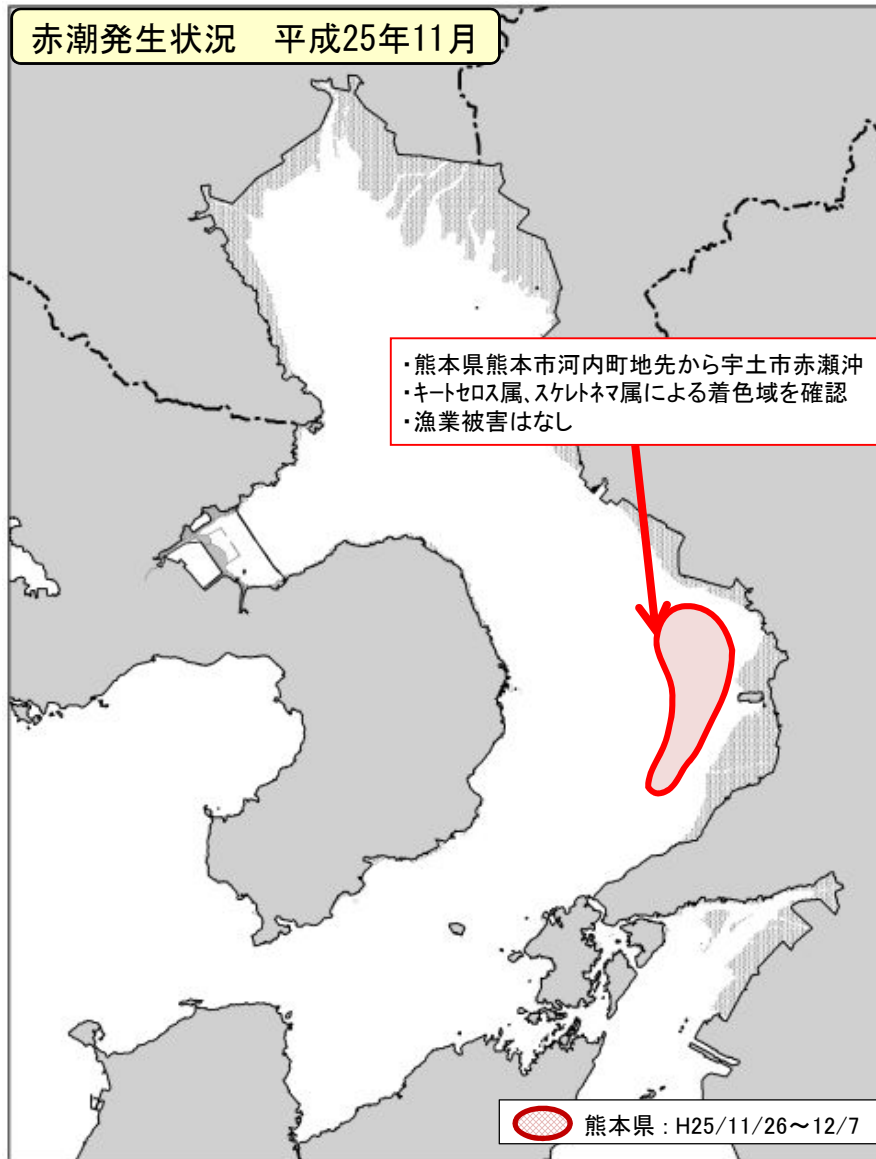 赤潮発生状況　平成25年11月
・熊本県熊本市河内町地先から宇土市赤瀬沖
・キートセロス属、スケレトネマ属による着色域を確認
・漁業被害はなし
熊本県：H25/11/26～12/7